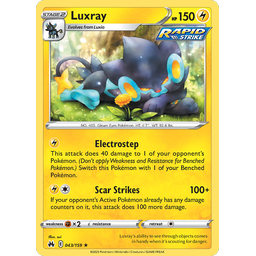 STAGE 2 Luxray HP 150
Evolves from Luxio
RAPID STRIKE
Electrostep
This attack does 40 damage to 1 of your opponent's
Pokémon. (Don't apply Weakness and Resistance for Benched
Pokémon.) Switch this Pokémon with 1 of your Benched
Pokémon.
Scar Strikes 100+
If your opponent's Active Pokémon already has any damage
counters on it, this attack does 100 more damage.
weakness ×2 resistance retreat
043/159 ★
Luxray's ability to see through objects comes
in handy when it's scouting for danger.